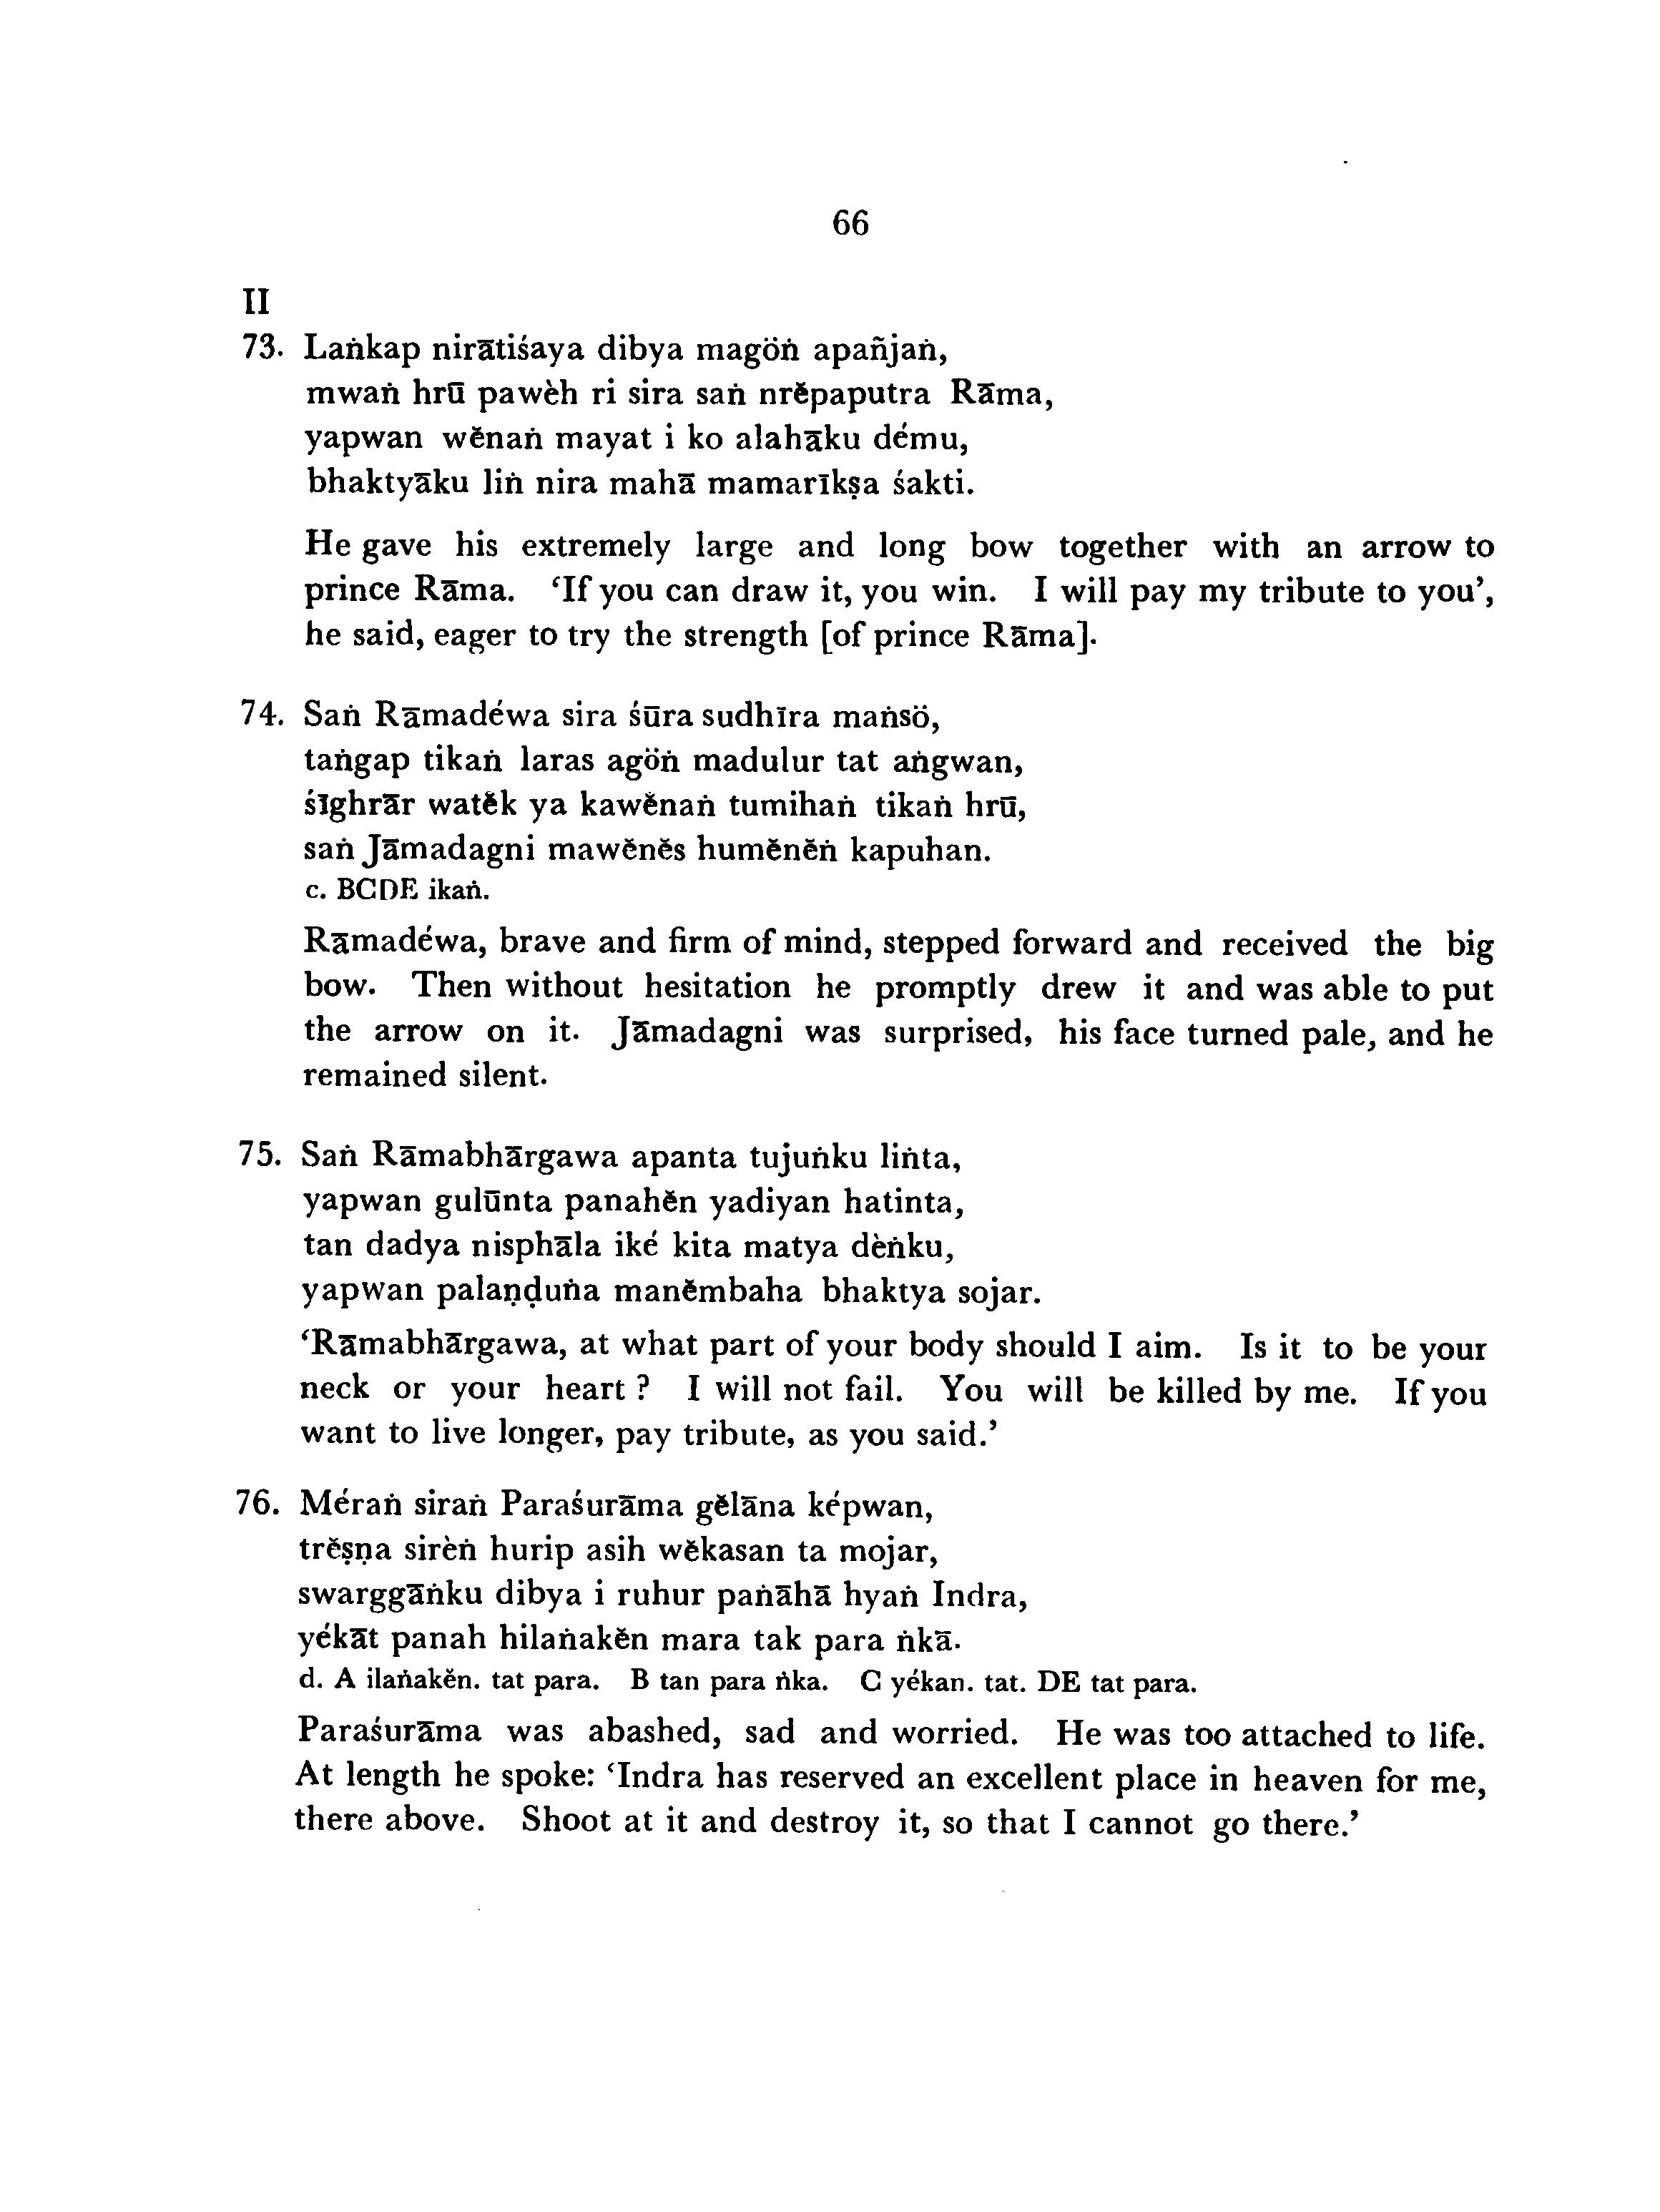 66
II
73. Laṅkap nirātiśaya dibya magöṅ apañjaṅ,
mwaṅ hrū pawèh ri sira saṅ nrĕpaputra Rāma,
yapwan wĕnaṅ mayat i ko alahāku dému,
bhaktyāku liṅ nira mahā mamarīkṣa śakti.
He gave his extremely large and long bow together with an arrow to
prince Rāma. ‘If you can draw it, you win. I will pay my tribute to you’,
he said, eager to try the strength [of prince Rāma].
74. Saṅ Rāmadéwa sira śūra sudhīra maṅsö,
taṅgap tikaṅ laras agöṅ madulur tat aṅgwan,
śīghrār watĕk ya kawĕnaṅ tumihaṅ tikaṅ hrū,
saṅ Jāmadagni mawĕnĕs humĕnĕṅ kapuhan.
c. BCDE ikaṅ.
Rāmadéwa, brave and firm of mind, stepped forward and received the big
bow. Then without hesitation he promptly drew it and was able to put
the arrow on it. Jāmadagni was surprised, his face turned pale, and he
remained silent.
75. Saṅ Rāmabhārgawa apanta tujuṅku liṅta,
yapwan gulūnta panahĕn yadiyan hatinta,
tan dadya nisphāla iké kita matya dèṅku,
yapwan palaṇḍuṅa manĕmbaha bhaktya sojar.
‘Rāmabhārgawa, at what part of your body should I aim. Is it to be your
neck or your heart ? I will not fail. You will be killed by me. If you
want to live longer, pay tribute, as you said.’
76. Méraṅ siraṅ Paraśurāma gĕlāna képwan,
trĕṣṇa sirèṅ hurip asih wĕkasan ta mojar,
swarggāṅku dibya i ruhur paṅāhā hyaṅ Indra,
yékāt panah hilaṅakĕn mara tak para ṅkā.
d. A ilaṅakĕn. tat para. B tan para ṅka. C yékan. tat. DE tat para.
Paraśurāma was abashed, sad and worried. He was too attached to life.
At length he spoke: ‘Indra has reserved an excellent place in heaven for me,
there above. Shoot at it and destroy it, so that I cannot go there.’